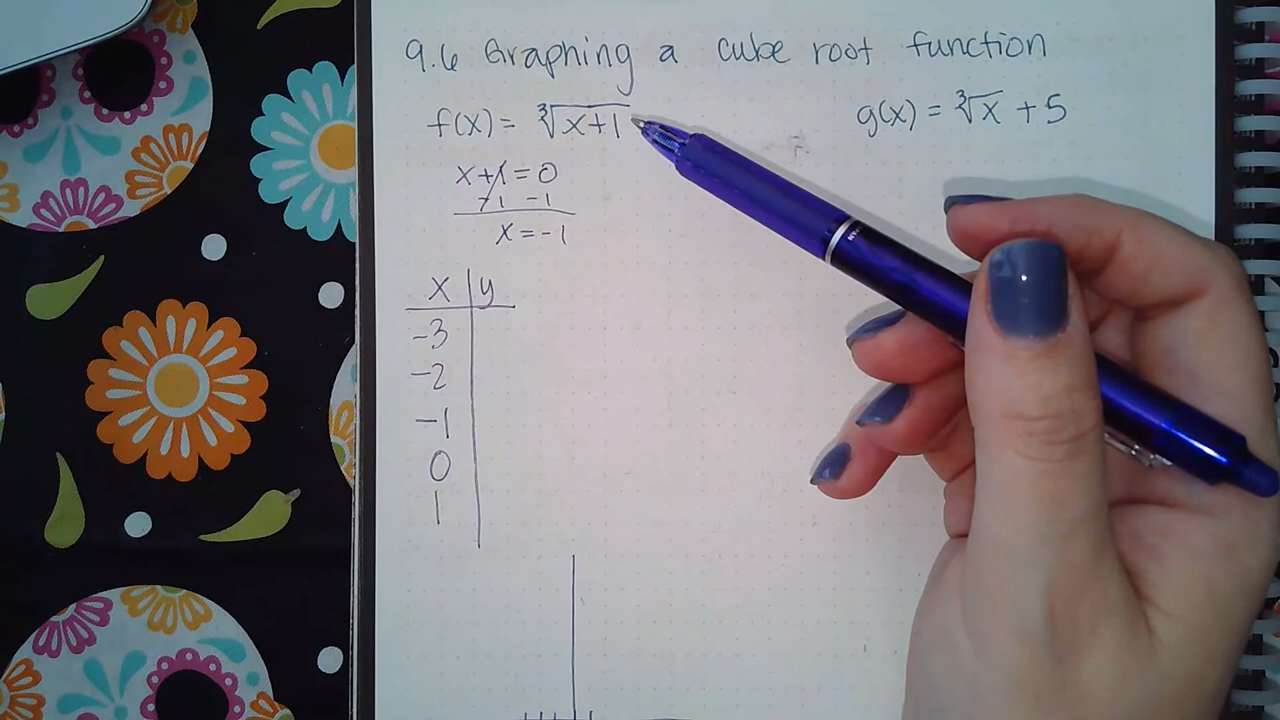 9.6 Graphing a cube root function
f(x) = ∛(x+1)
g(x) = ∛x + 5
x+1=0
-1 -1
x=-1
x | y
-3
-2
-1
0
1